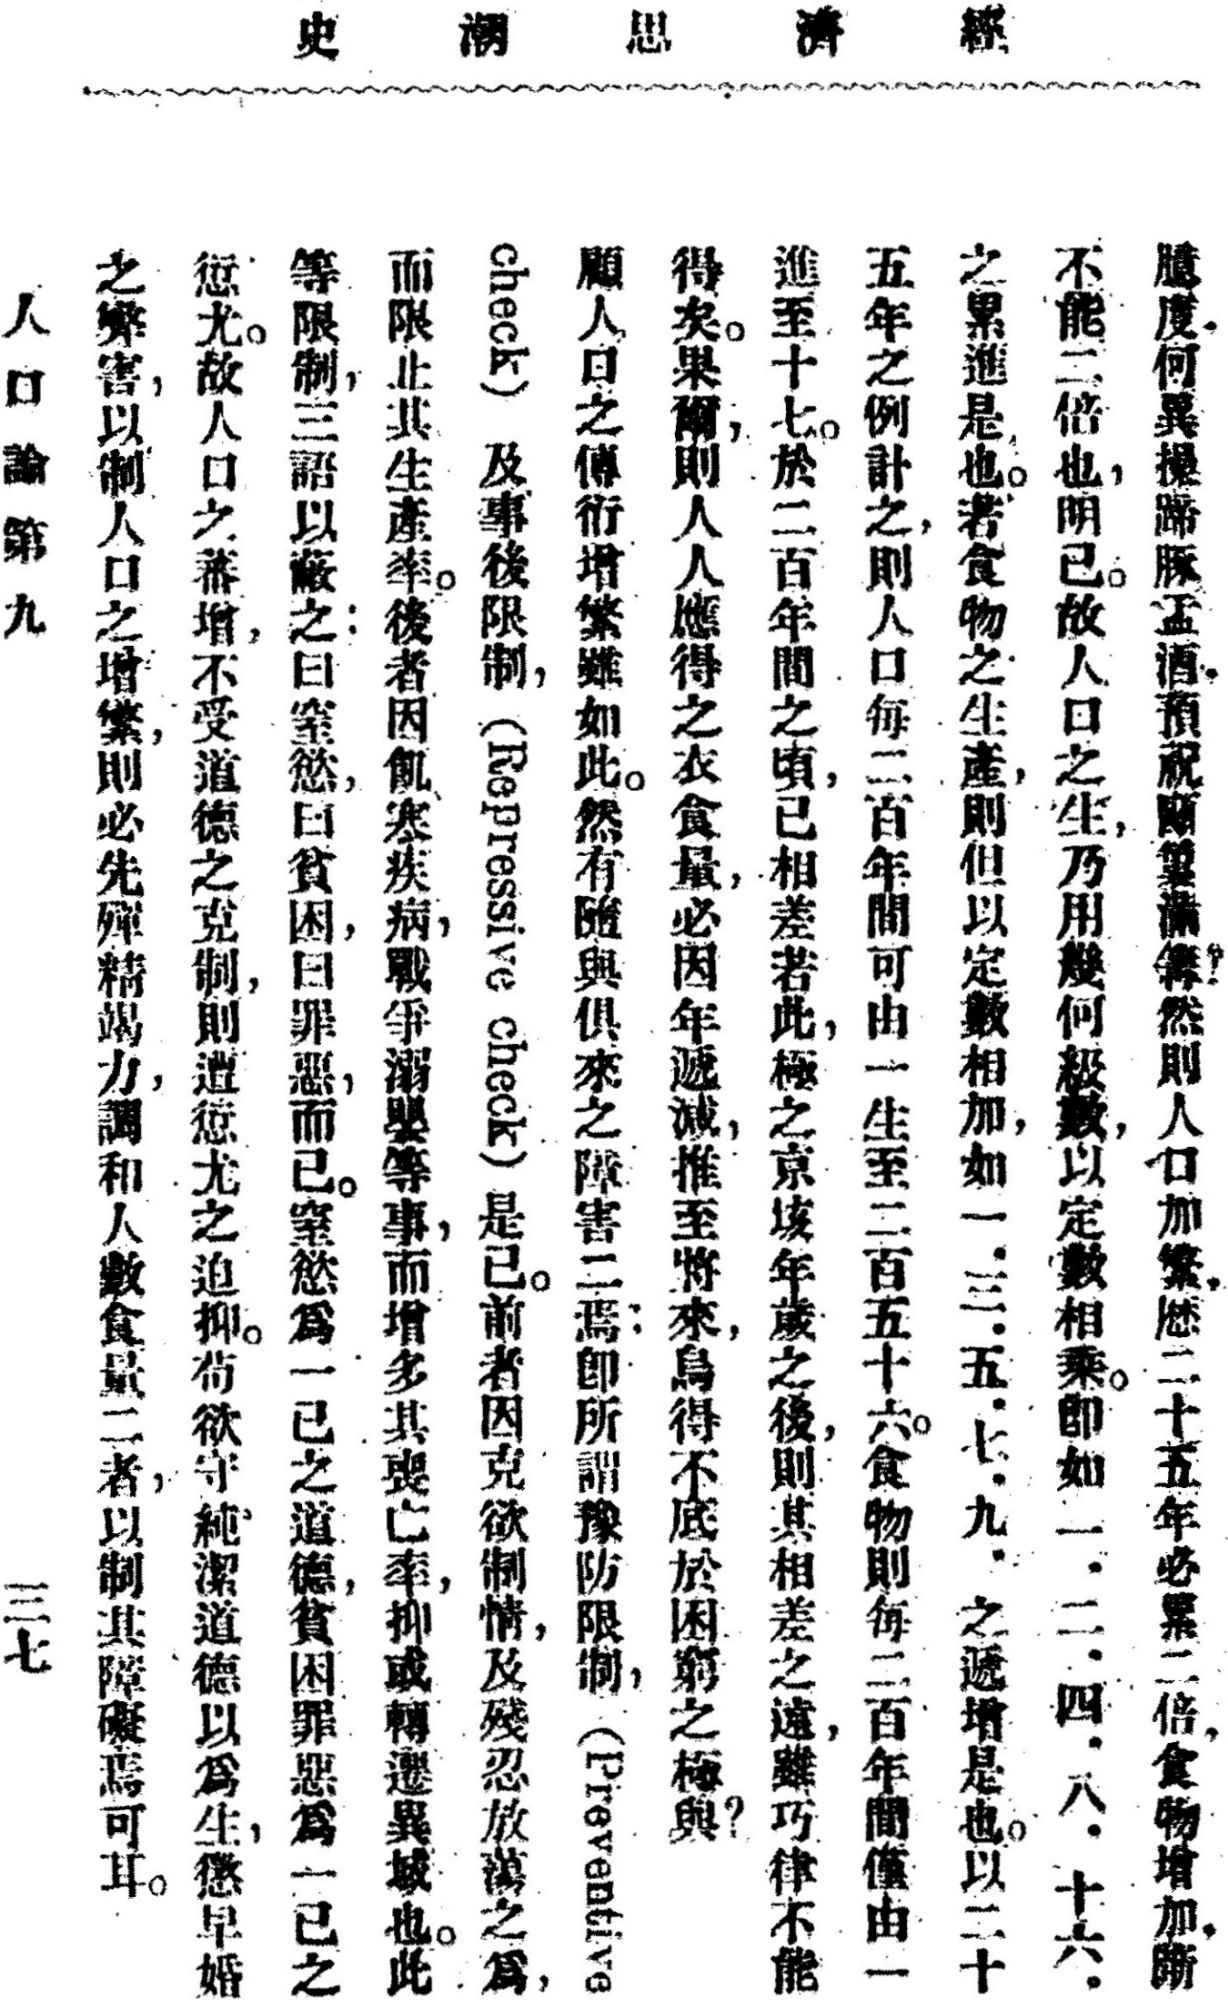 經濟思潮史
臆度，何異操蹄豚盂酒，預祝甌簍滿篝？然則人口加繁，歷二十五年必累二倍，食物增加，斷
不能二倍也，明已。故人口之生，乃用幾何級數，以定數相乘。卽如一．二．四．八．十六．
之累進是也。若食物之生產，則但以定數相加，如一．三．五．七．九．之遞增是也。以二十
五年之例計之，則人口每二百年間可由一生至二百五十六。食物則每二百年間僅由一
進至十七。於二百年間之頃，已相差若此，極之京垓年歲之後，則其相差之遠，雖巧律不能
得矣。果爾，則人人應得之衣食量，必因年遞減，推至將來，烏得不底於困窮之極與？
顧人口之傅衍增繁雖如此。然有隨與俱來之障害二焉：卽所謂豫防限制，（Preventive
check）及事後限制，（Repressive check）是已。前者因克欲制情，及殘忍放蕩之爲，
而限止其生產率。後者因飢寒疾病，戰爭溺嬰等事，而增多其喪亡率，抑或轉遷異域也。此
等限制，三語以蔽之：曰窒慾，曰貧困，曰罪惡，而已。窒慾爲一已之道德，貧困罪惡爲一已之
愆尤。故人口之蕃增，不受道德之克制，則遭愆尤之迫抑。苟欲守純潔道德以爲生，懲早婚
之弊害，以制人口之增繁，則必先殫精竭力，調和人數食量二者，以制其障礙焉可耳。
人口論第九
三七